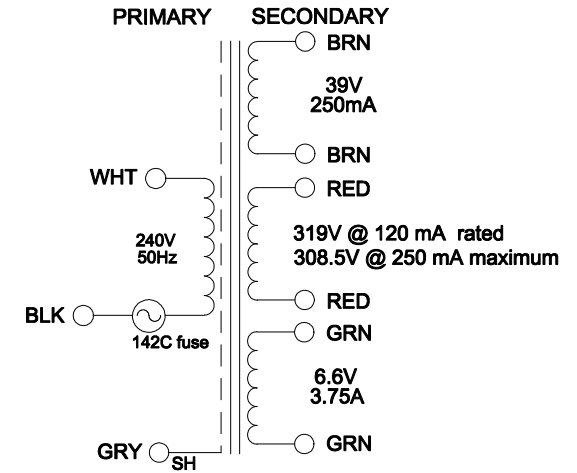 PRIMARY SECONDARY
BRN
39V
250mA
BRN
WHT
RED
240V
50Hz
319V @ 120 mA rated
308.5V @ 250 mA maximum
BLK
142C fuse
RED
GRN
6.6V
3.75A
GRY
SH
GRN